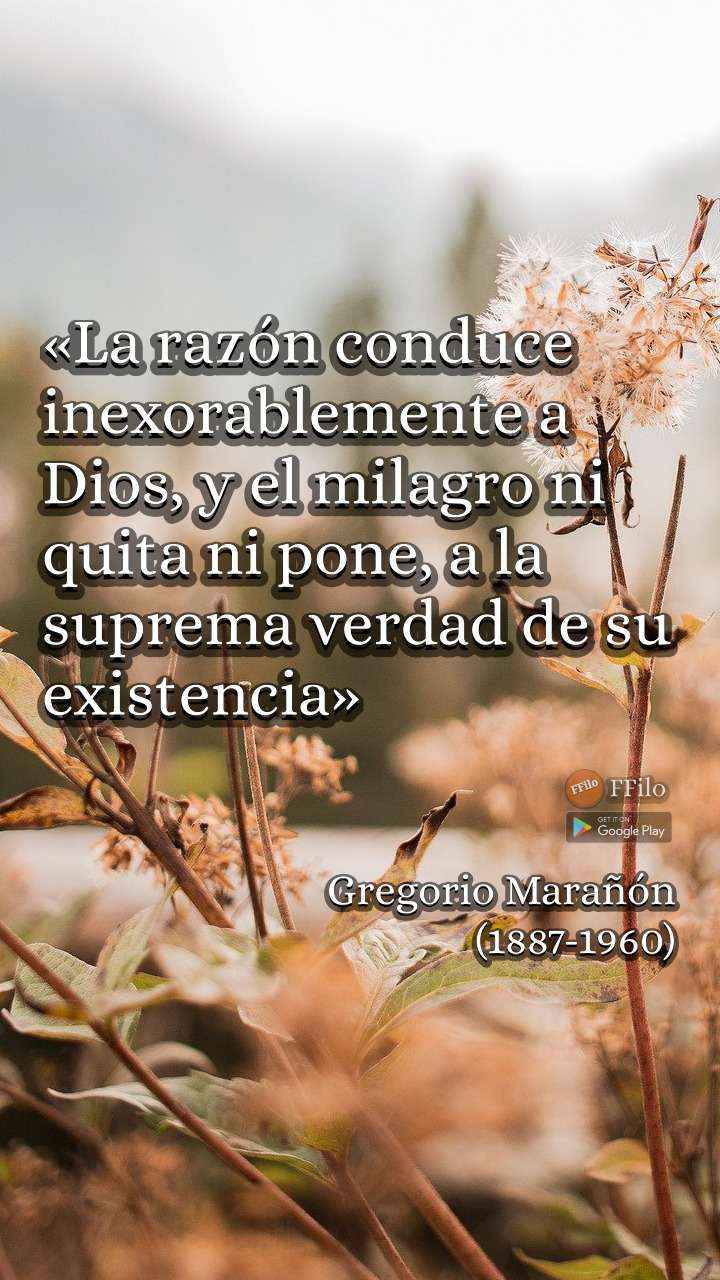 «La razón conduce
inexorablemente a
Dios, y el milagro ni
quita ni pone, a la
suprema verdad de su
existencia»
FFilo FFilo
GET IT ON
Google Play
Gregorio Marañón
(1887-1960)